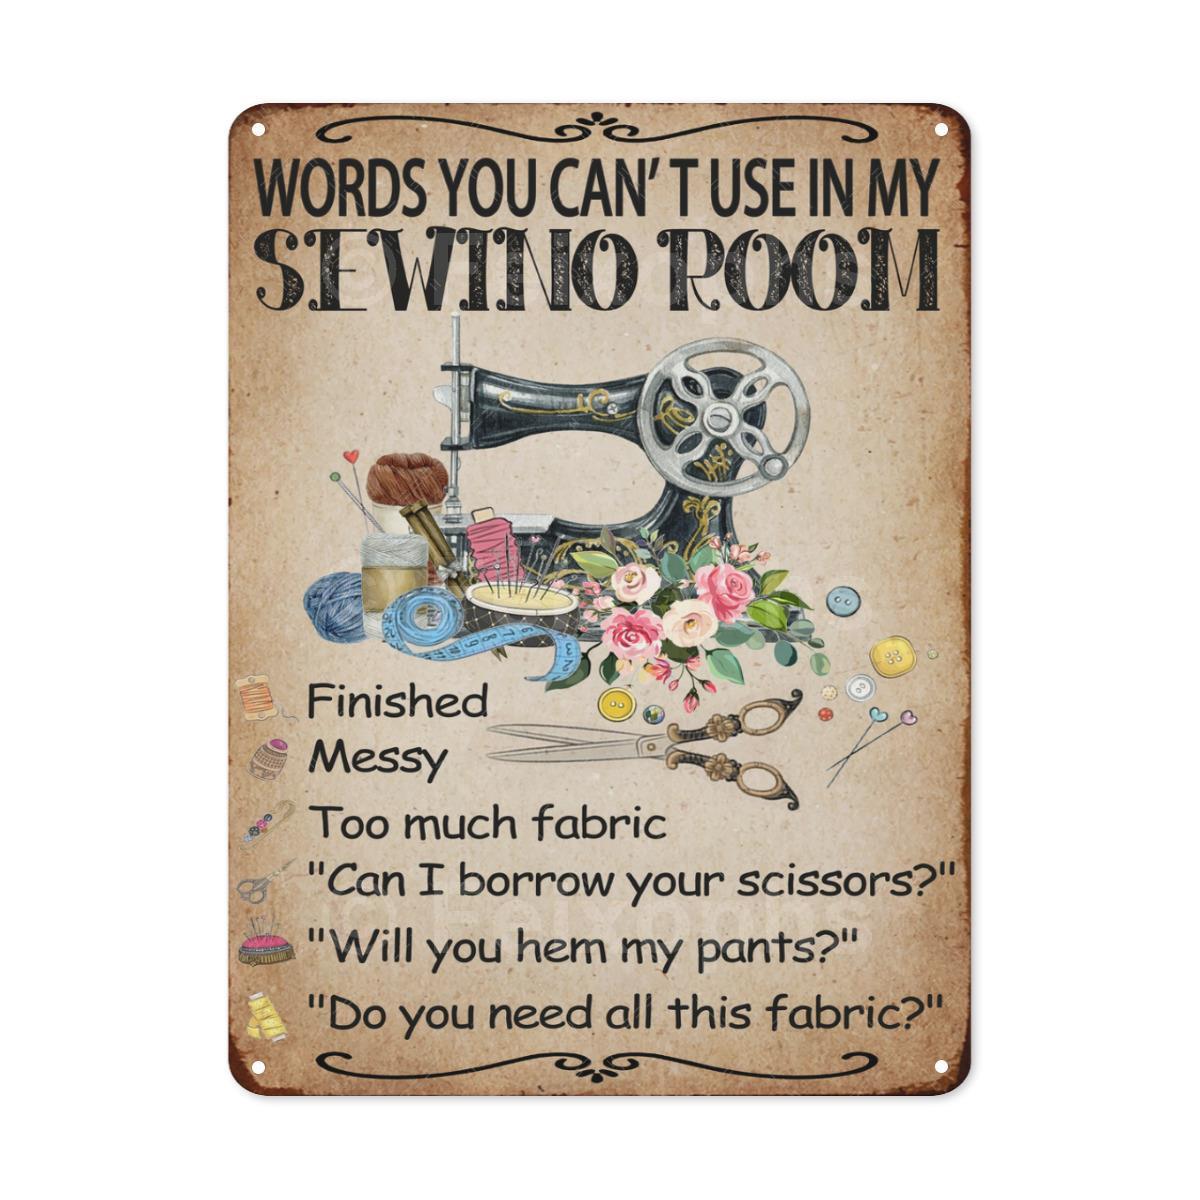 WORDS YOU CAN'T USE IN MY
SEWINO ROOM
Finished
Messy
Too much fabric
"Can I borrow your scissors?"
"Will you hem my pants?"
"Do you need all this fabric?"